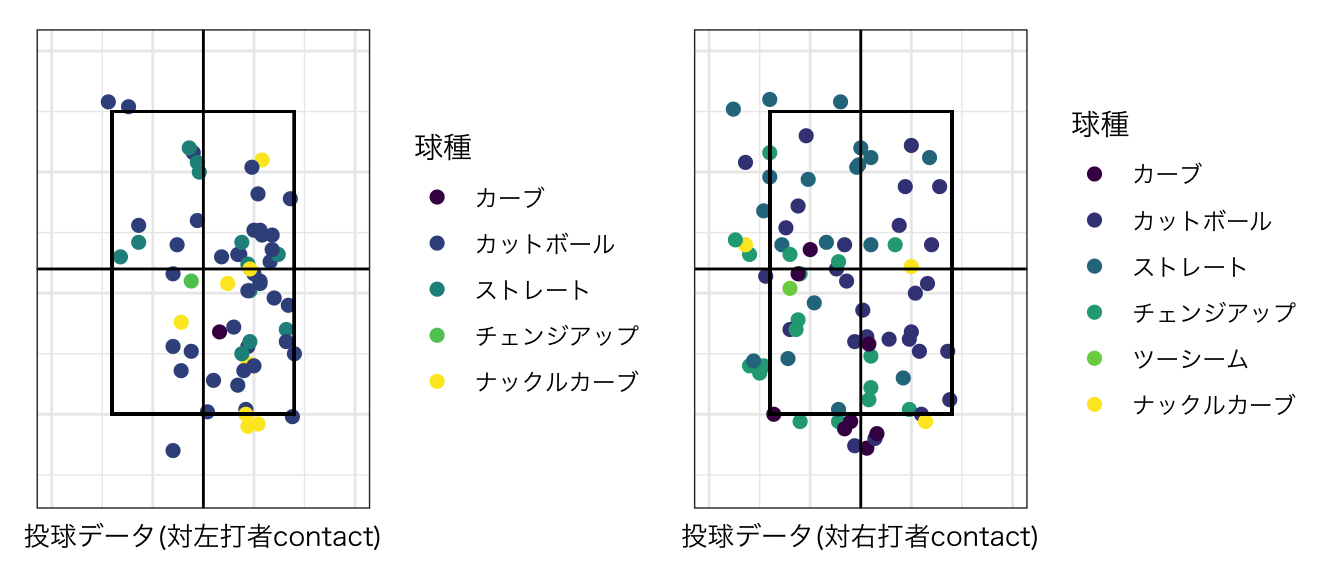 球種
カーブ
カットボール
ストレート
チェンジアップ
ナックルカーブ
投球データ(対左打者contact)
球種
カーブ
カットボール
ストレート
チェンジアップ
ツーシーム
ナックルカーブ
投球データ(対右打者contact)